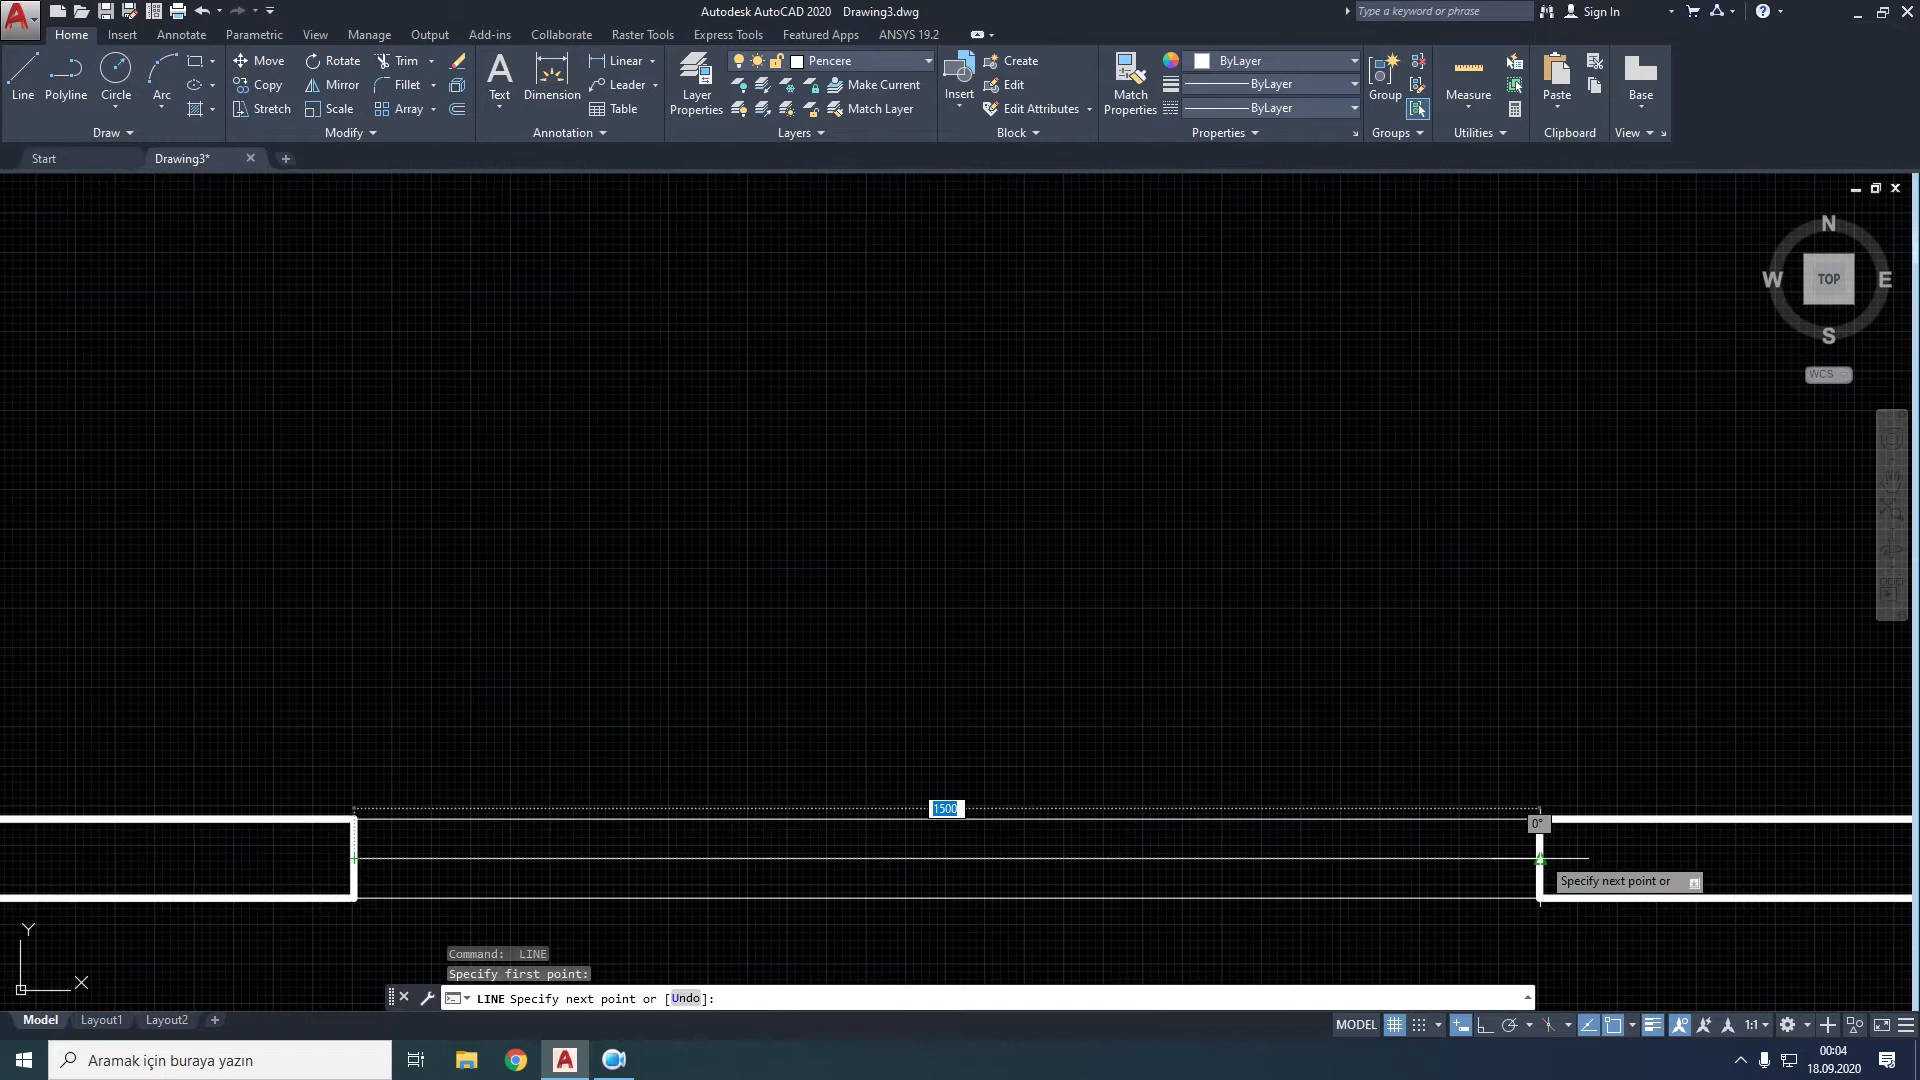 Autodesk AutoCAD 2020 Drawing3.dwg
Type a keyword or phrase
Sign In
Home Insert Annotate Parametric View Manage Output Add-ins Collaborate Raster Tools Express Tools Featured Apps ANSYS 19.2
Line Polyline Circle Arc
Draw
Move Rotate Trim
Copy Mirror Fillet
Stretch Scale Array
Modify
Text Dimension
Linear
Leader
Table
Annotation
Layer Properties
Pencere
Make Current
Match Layer
Layers
Insert
Create
Edit
Edit Attributes
Block
Match Properties
ByLayer
ByLayer
ByLayer
Properties
Group
Groups
Measure
Utilities
Paste
Clipboard
Base
View
Start Drawing3*
N
W TOP E
S
WCS
1500
0°
Specify next point or
Y
X
Command: LINE
Specify first point:
LINE Specify next point or [Undo]:
Model Layout1 Layout2
MODEL 1:1
Aramak için buraya yazın
00:04
18.09.2020